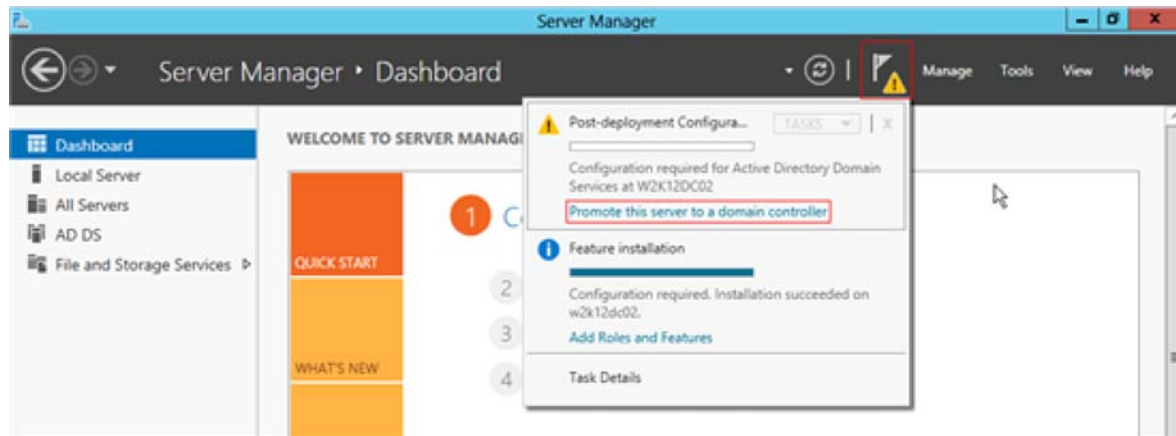 Server Manager
Server Manager • Dashboard
Manage Tools View Help
Dashboard
Local Server
All Servers
AD DS
File and Storage Services
WELCOME TO SERVER MANAG
QUICK START
WHAT'S NEW
1
2
3
4
Post-deployment Configura...
TASKS
X
Configuration required for Active Directory Domain
Services at W2K12DC02
Promote this server to a domain controller
Feature installation
Configuration required. Installation succeeded on
w2k12dc02.
Add Roles and Features
Task Details